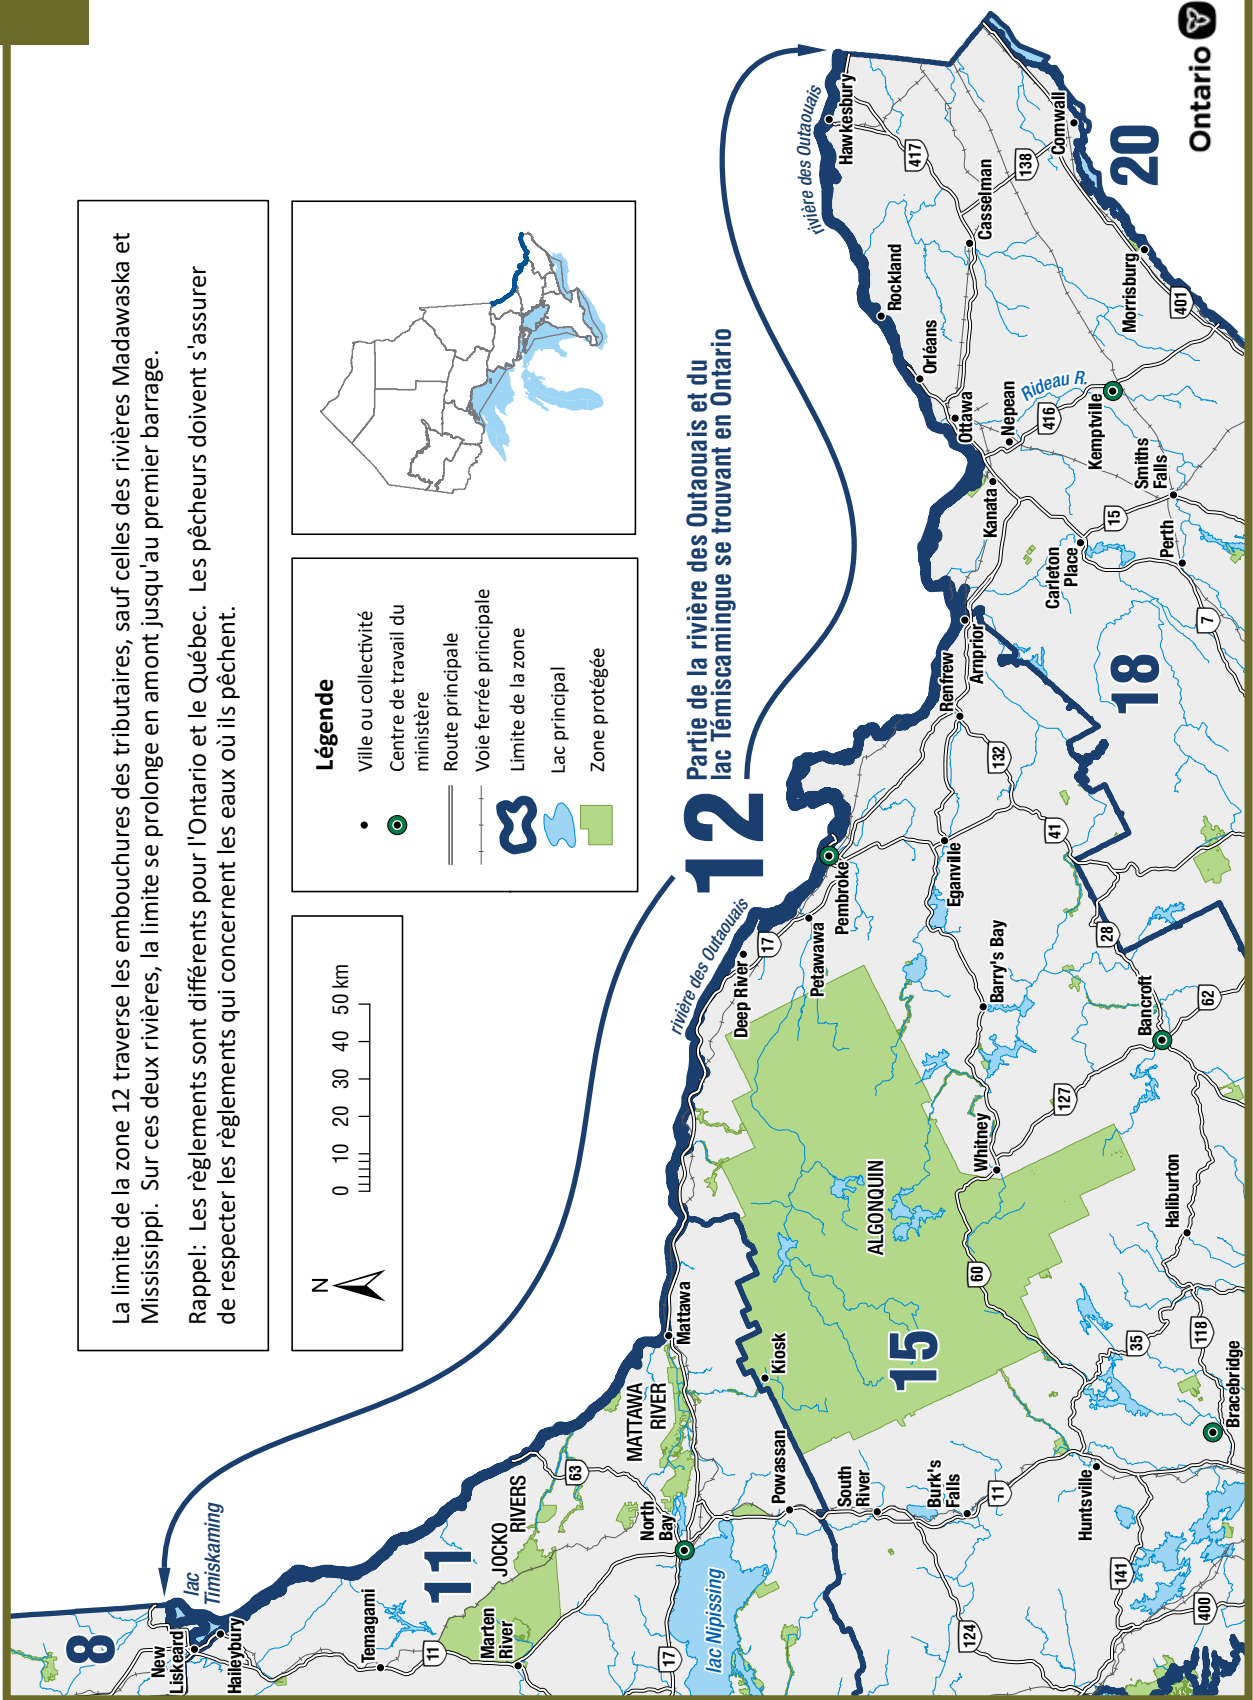 La limite de la zone 12 traverse les embouchures des tributaires, sauf celles des rivières Madawaska et
Mississippi. Sur ces deux rivières, la limite se prolonge en amont jusqu'au premier barrage.
Rappel: Les règlements sont différents pour l'Ontario et le Québec. Les pêcheurs doivent s'assurer
de respecter les règlements qui concernent les eaux où ils pêchent.
N
0 10 20 30 40 50 km
Légende
Ville ou collectivité
Centre de travail du
ministère
Route principale
Voie ferrée principale
Limite de la zone
Lac principal
Zone protégée
12
Partie de la rivière des Outaouais et du
lac Témiscamingue se trouvant en Ontario
8
lac
Timiskaming
New
Liskeard
Haileybury
Temagami
11
11
Marten
River
JOCKO
RIVERS
63
MATTAWA
RIVER
Mattawa
North
Bay
17
lac Nipissing
Powassan
Kiosk
South
River
Burk's
Falls
11
124
Huntsville
141
400
Bracebridge
118
35
Haliburton
15
ALGONQUIN
60
Whitney
127
Bancroft
62
28
Barry's Bay
rivière des Outaouais
Deep River
17
Petawawa
Pembroke
Eganville
41
132
Renfrew
Arnprior
18
7
Perth
Carleton
Place
15
Smiths
Falls
Kanata
Nepean
416
Kemptville
Rideau R.
Ottawa
Orléans
Rockland
rivière des Outaouais
Hawkesbury
417
Casselman
138
Cornwall
Morrisburg
401
20
Ontario